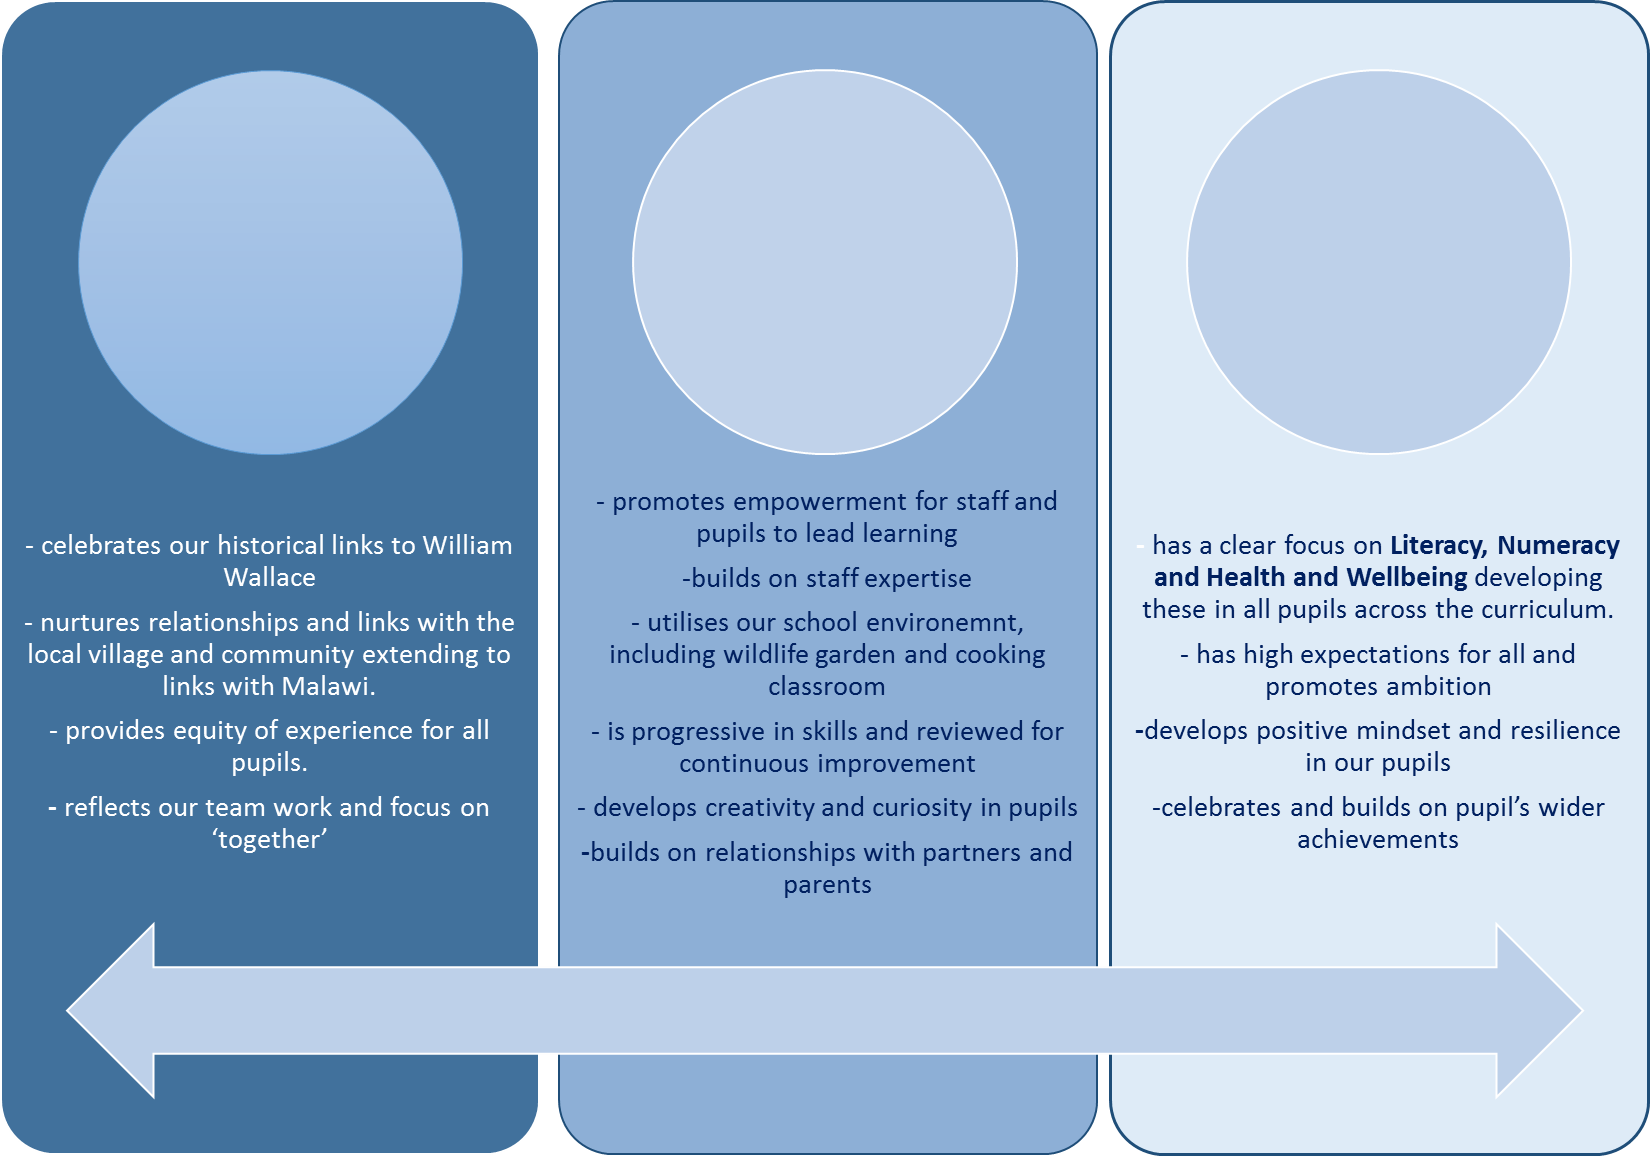 - celebrates our historical links to William
Wallace
- nurtures relationships and links with the
local village and community extending to
links with Malawi.
- provides equity of experience for all
pupils.
- reflects our team work and focus on
‘together’
- promotes empowerment for staff and
pupils to lead learning
-builds on staff expertise
- utilises our school environemnt,
including wildlife garden and cooking
classroom
- is progressive in skills and reviewed for
continuous improvement
- develops creativity and curiosity in pupils
-builds on relationships with partners and
parents
- has a clear focus on Literacy, Numeracy
and Health and Wellbeing developing
these in all pupils across the curriculum.
- has high expectations for all and
promotes ambition
-develops positive mindset and resilience
in our pupils
-celebrates and builds on pupil’s wider
achievements